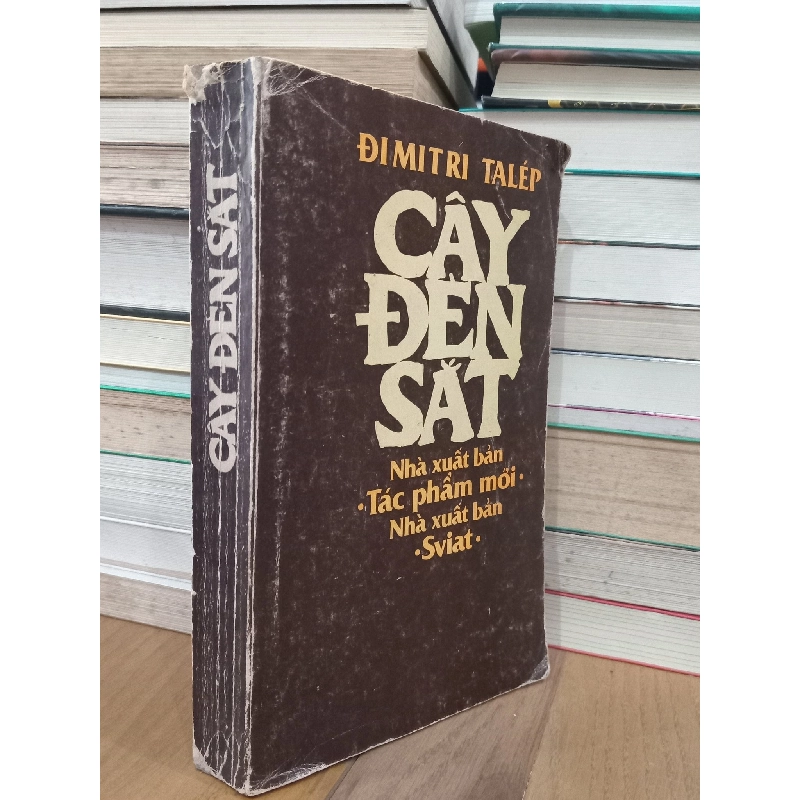 ĐIMITRI TALÉP
CÂY
ĐÈN
SẮT
Nhà xuất bản
·Tác phẩm mới·
Nhà xuất bản
·Sviat·
CÂY ĐÈN SẮT